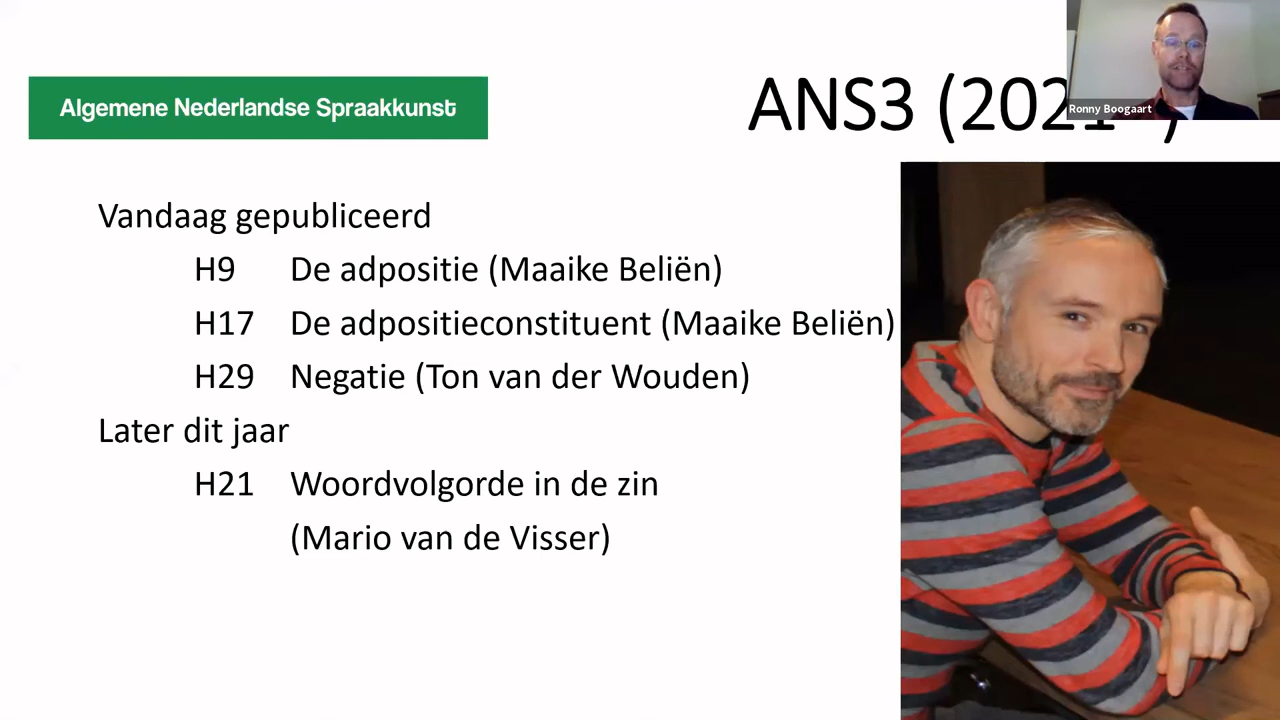 Algemene Nederlandse Spraakkunst
ANS3 (2021- )
Ronny Boogaart
Vandaag gepubliceerd
H9 De adpositie (Maaike Beliën)
H17 De adpositieconstituent (Maaike Beliën)
H29 Negatie (Ton van der Wouden)
Later dit jaar
H21 Woordvolgorde in de zin
(Mario van de Visser)